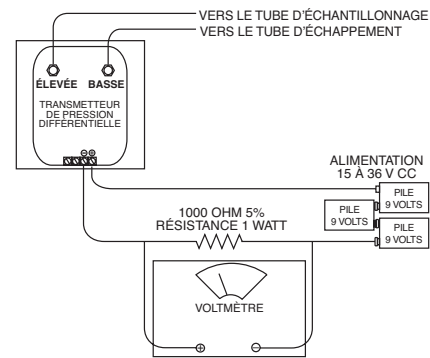 VERS LE TUBE D'ÉCHANTILLONNAGE
VERS LE TUBE D'ÉCHAPPEMENT
ÉLEVÉE BASSE
TRANSMETTEUR
DE PRESSION
DIFFÉRENTIELLE
ALIMENTATION
15 À 36 V CC
PILE
9 VOLTS
PILE
9 VOLTS
PILE
9 VOLTS
1000 OHM 5%
RÉSISTANCE 1 WATT
VOLTMÈTRE